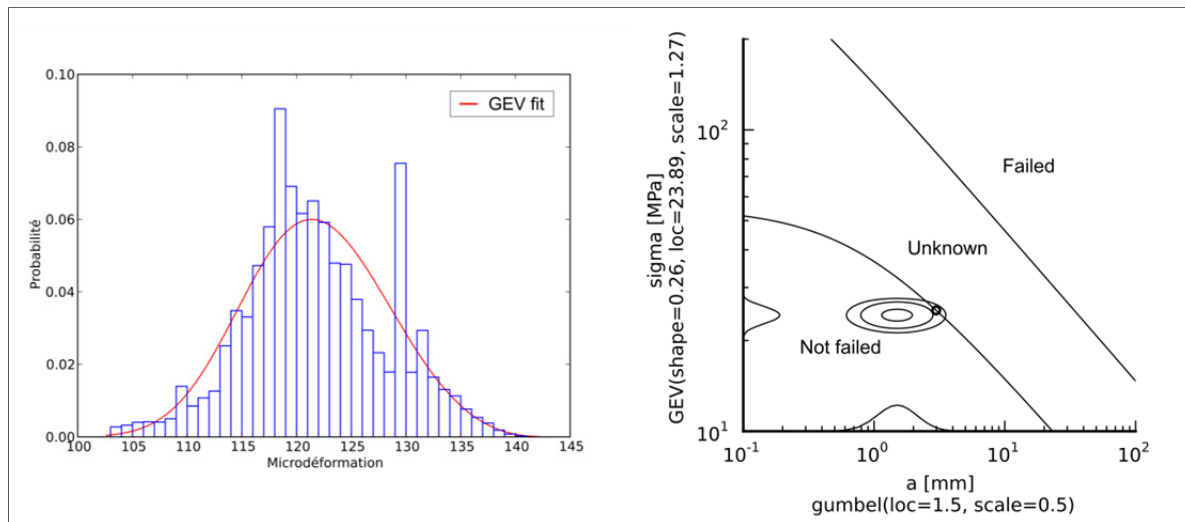 0.10
0.08
0.06
0.04
0.02
0.00
Probabilité
GEV fit
100 105 110 115 120 125 130 135 140 145
Microdéformation
sigma [MPa]
GEV(shape=0.26, loc=23.89, scale=1.27)
10²
10¹
Failed
Unknown
Not failed
10⁻¹ 10⁰ 10¹ 10²
a [mm]
gumbel(loc=1.5, scale=0.5)